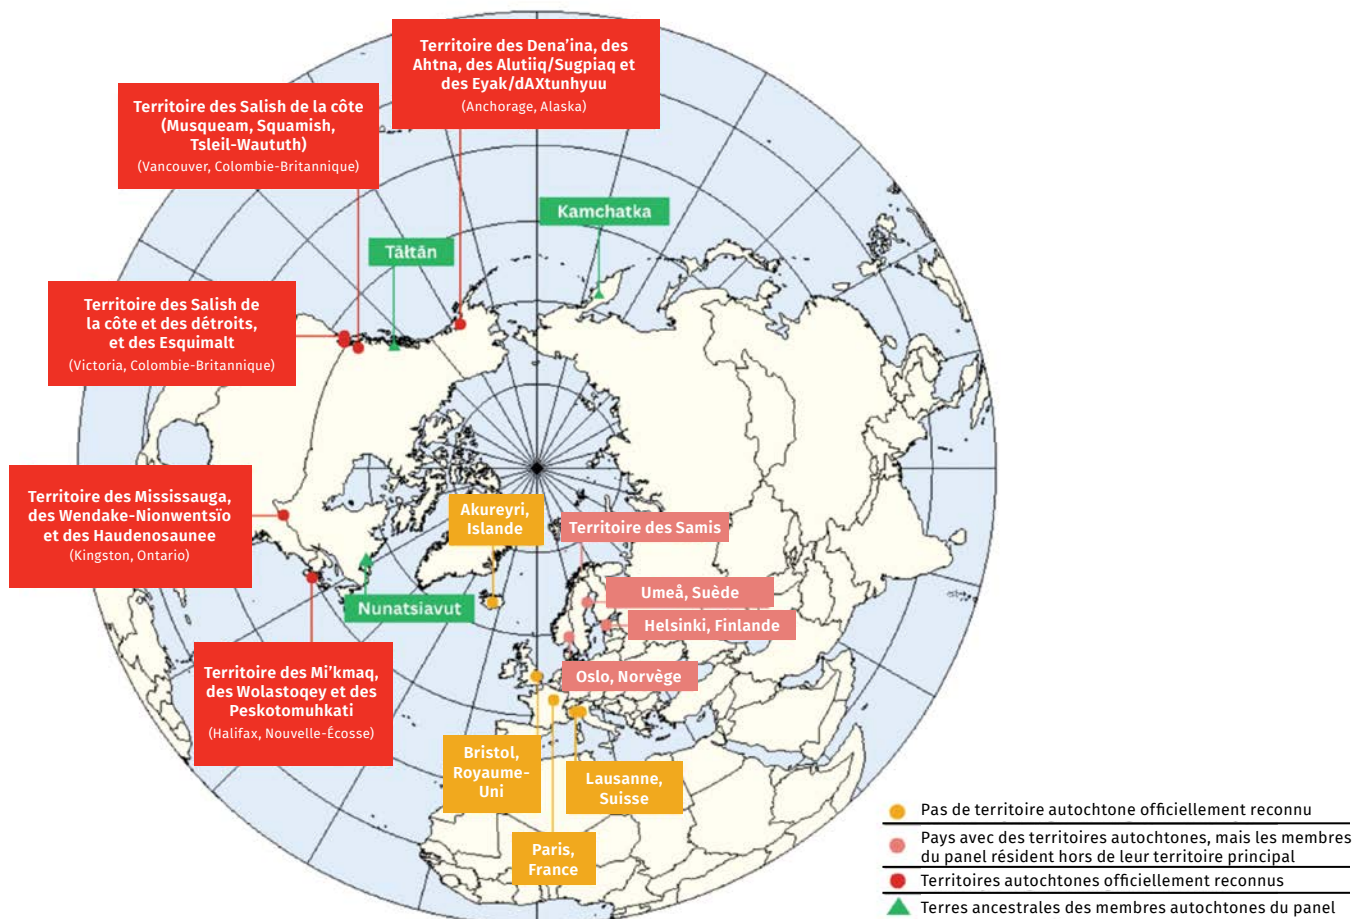 Territoire des Dena’ina, des
Ahtna, des Alutiiq/Sugpiaq et
des Eyak/dAXtunhyuu
(Anchorage, Alaska)
Territoire des Salish de la côte
(Musqueam, Squamish,
Tsleil-Waututh)
(Vancouver, Colombie-Britannique)
Kamchatka
Tāłtān
Territoire des Salish de
la côte et des détroits,
et des Esquimalt
(Victoria, Colombie-Britannique)
Territoire des Mississauga,
des Wendake-Nionwentsïo
et des Haudenosaunee
(Kingston, Ontario)
Akureyri,
Islande
Territoire des Samis
Umeå, Suède
Nunatsiavut
Helsinki, Finlande
Territoire des Mi’kmaq,
des Wolastoqey et des
Peskotomuhkati
(Halifax, Nouvelle-Écosse)
Oslo, Norvège
Bristol,
Royaume-
Uni
Lausanne,
Suisse
Paris,
France
Pas de territoire autochtone officiellement reconnu
Pays avec des territoires autochtones, mais les membres
du panel résident hors de leur territoire principal
Territoires autochtones officiellement reconnus
Terres ancestrales des membres autochtones du panel